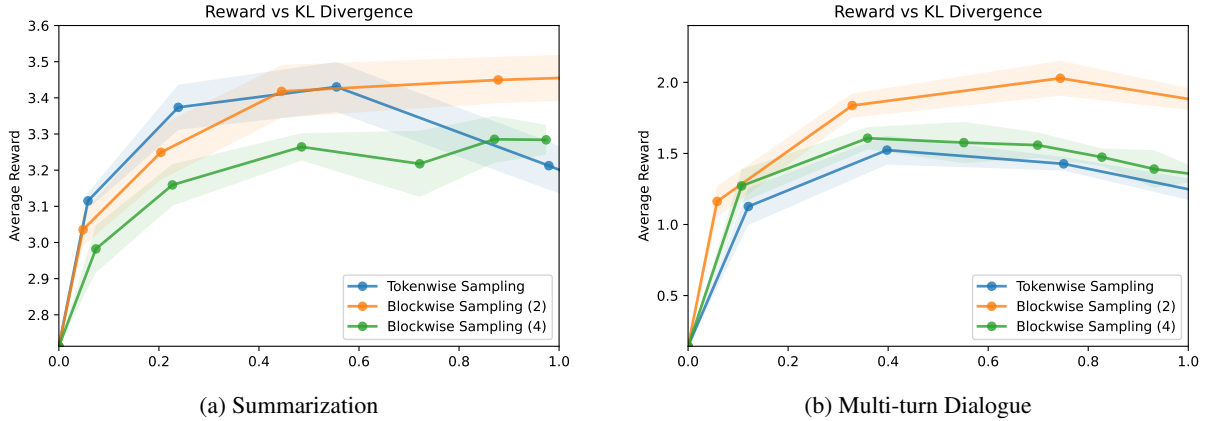 Reward vs KL Divergence
Average Reward
3.6
3.5
3.4
3.3
3.2
3.1
3.0
2.9
2.8
0.0 0.2 0.4 0.6 0.8 1.0
Tokenwise Sampling
Blockwise Sampling (2)
Blockwise Sampling (4)
(a) Summarization
Reward vs KL Divergence
Average Reward
2.0
1.5
1.0
0.5
0.0 0.2 0.4 0.6 0.8 1.0
Tokenwise Sampling
Blockwise Sampling (2)
Blockwise Sampling (4)
(b) Multi-turn Dialogue